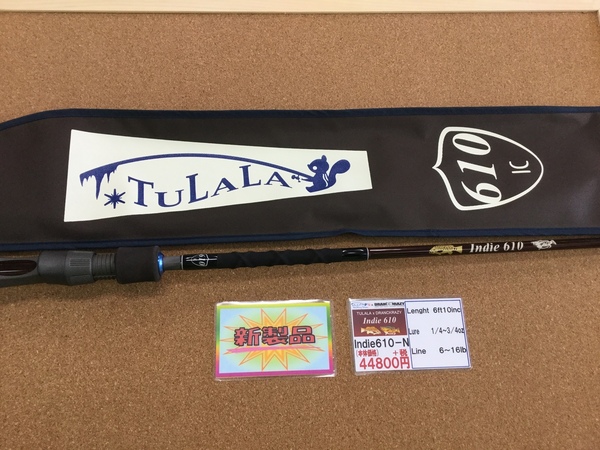 TULALA
610
IC
Indie 610
新製品
TULALA x ORANCKRAZY
Indie 610
Indie610-N
(本体価格) +税
44800円
Lenght 6ft10inc
Lure 1/4~3/4oz
Line 6~16lb